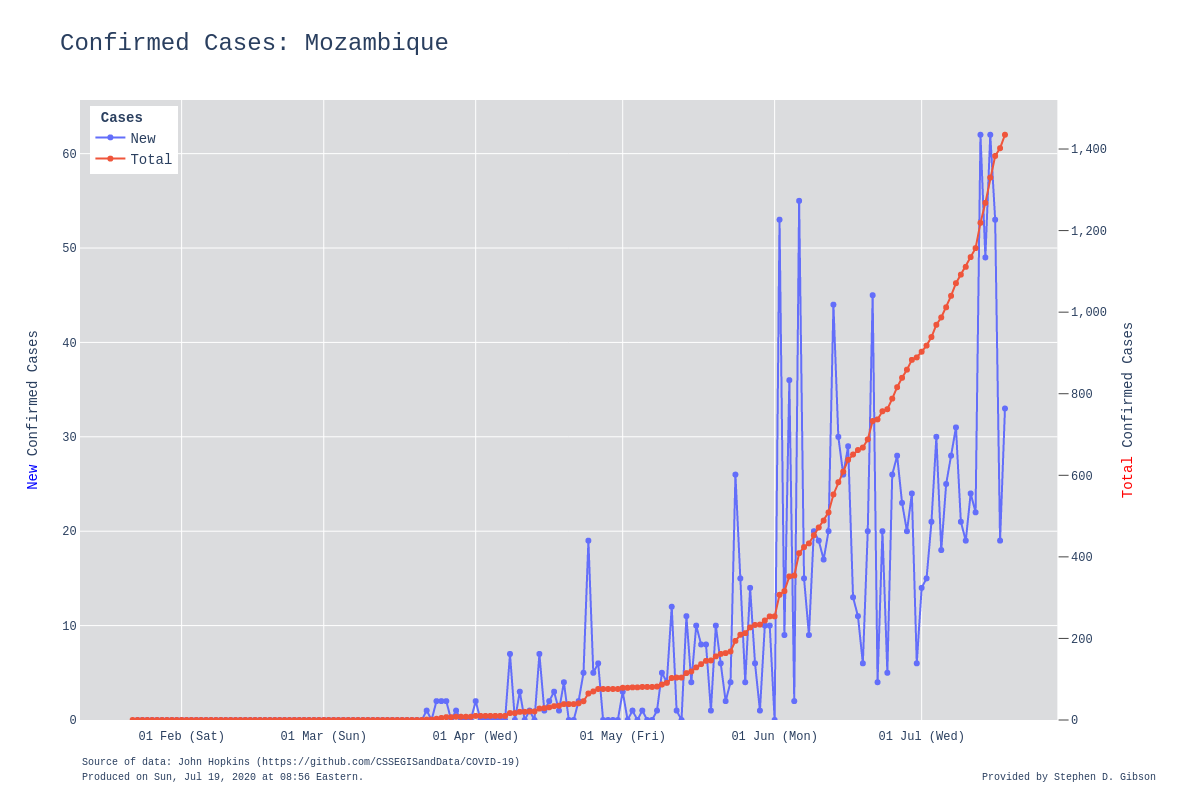 Confirmed Cases: Mozambique
Cases
New
Total
60
50
40
30
20
10
0
1,400
1,200
1,000
800
600
400
200
0
New Confirmed Cases
Total Confirmed Cases
01 Feb (Sat)
01 Mar (Sun)
01 Apr (Wed)
01 May (Fri)
01 Jun (Mon)
01 Jul (Wed)
Source of data: John Hopkins (https://github.com/CSSEGISandData/COVID-19)
Produced on Sun, Jul 19, 2020 at 08:56 Eastern.
Provided by Stephen D. Gibson